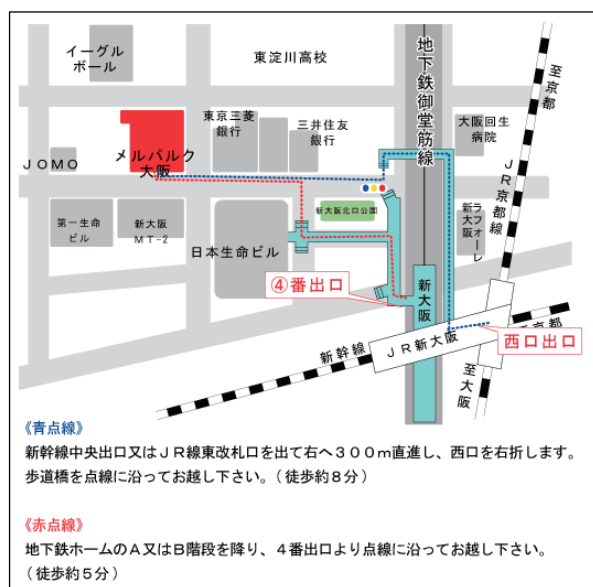 イーグル
ボール
東淀川高校
地下鉄御堂筋線
至京都
東京三菱
銀行
三井住友
銀行
大阪回生
病院
JOMO
メルパルク
大阪
JR京都線
新大阪北口公園
ラフォーレ
新大阪
第一生命
ビル
新大阪
MT-2
日本生命ビル
④番出口
新大阪
JR新大阪
新幹線
至京都
西口出口
至大阪
《青点線》
新幹線中央出口又はJR線東改札口を出て右へ300m直進し、西口を右折します。
歩道橋を点線に沿ってお越し下さい。(徒歩約8分)
《赤点線》
地下鉄ホームのA又はB階段を降り、4番出口より点線に沿ってお越し下さい。
(徒歩約5分)